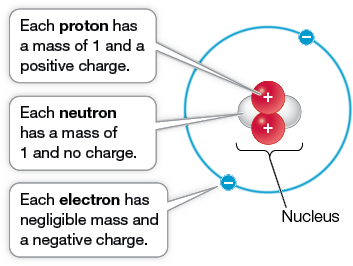 Each proton has
a mass of 1 and a
positive charge.
Each neutron
has a mass of
1 and no charge.
Each electron has
negligible mass and
a negative charge.
+
+
−
−
Nucleus